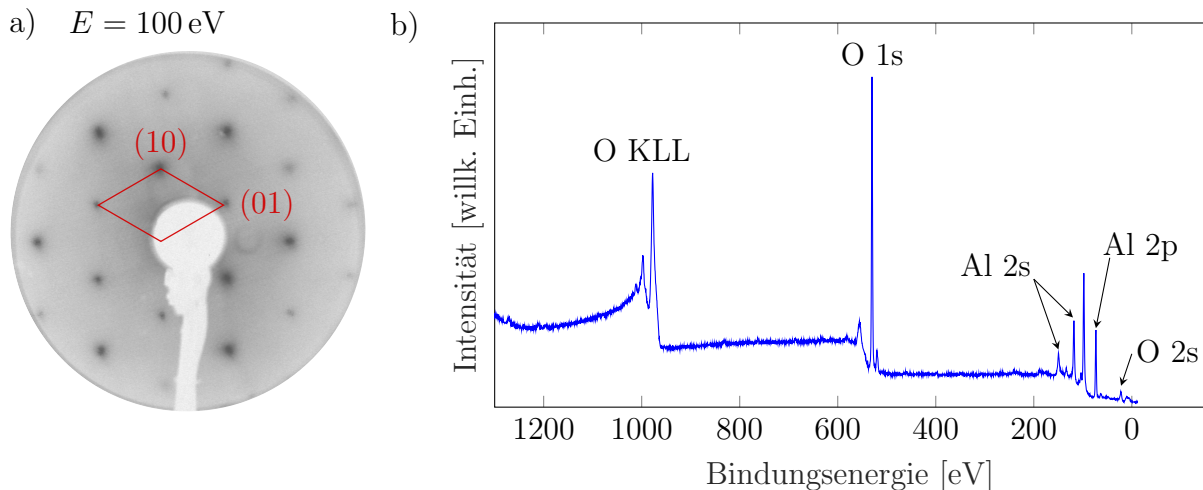 a) E = 100 eV
(10)
(01)
b)
Intensität [willk. Einh.]
O KLL
O 1s
Al 2s
Al 2p
O 2s
1200 1000 800 600 400 200 0
Bindungsenergie [eV]